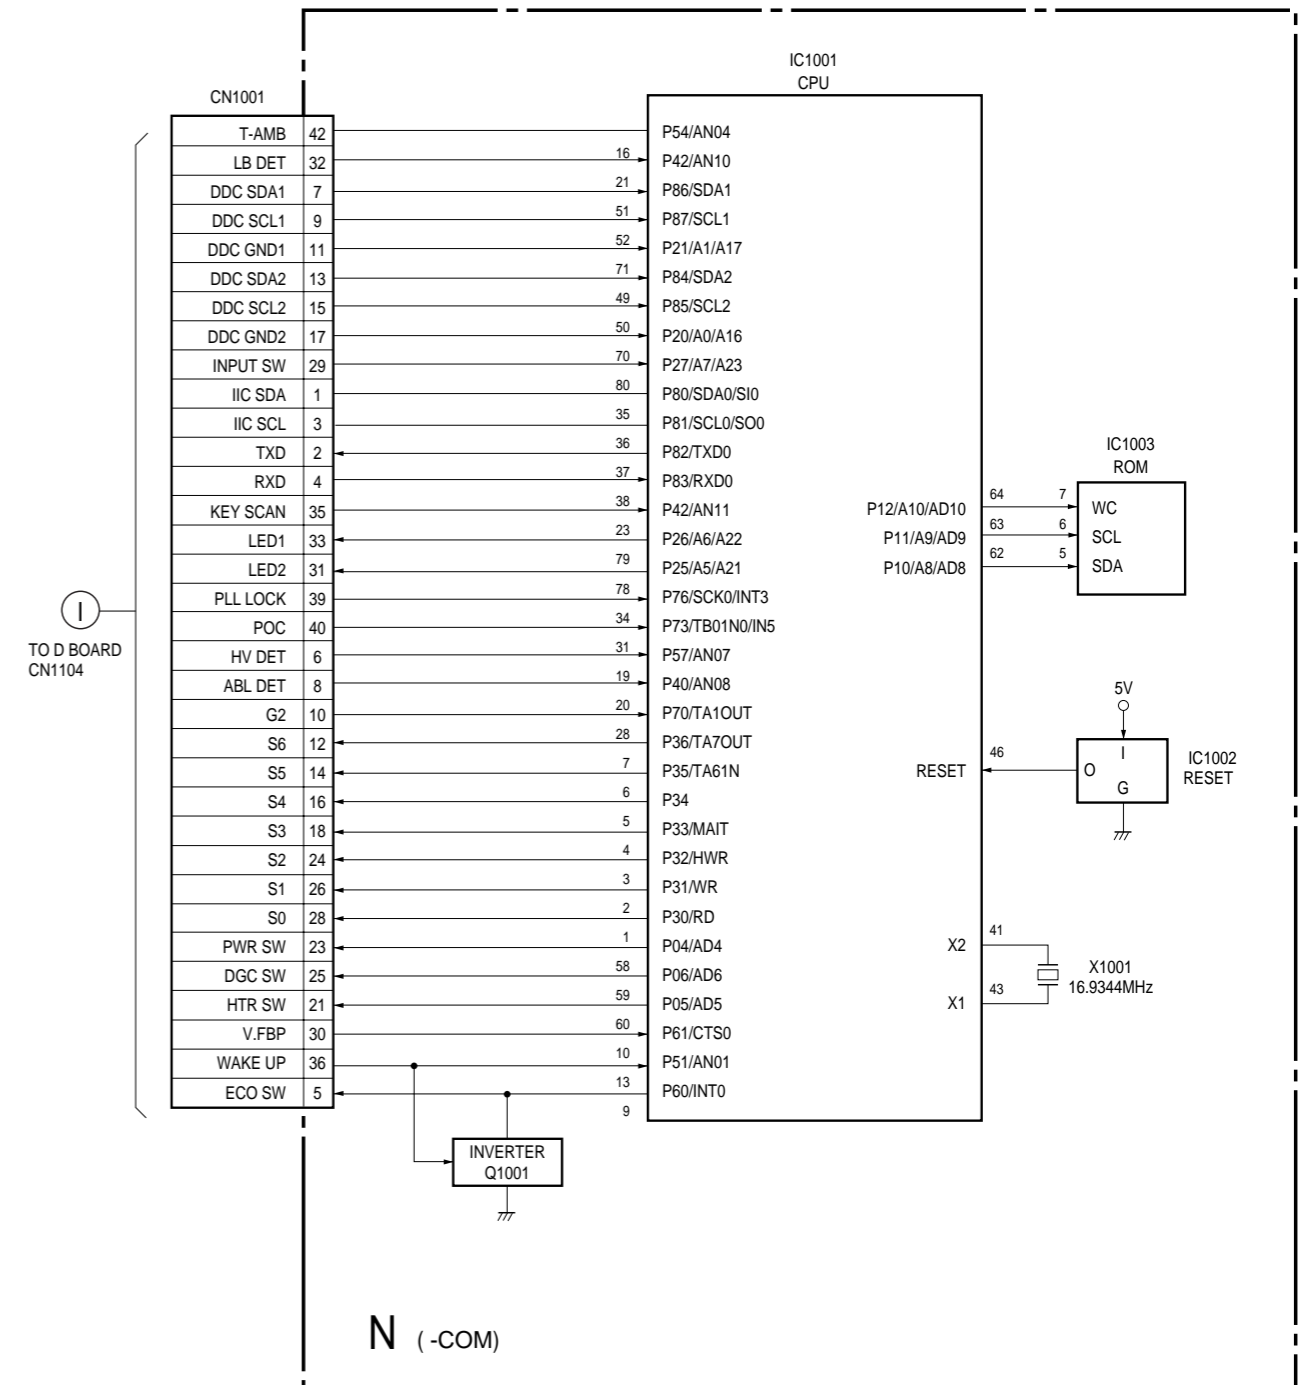 IC1001
CPU
CN1001
T-AMB 42 P54/AN04
LB DET 32 16 P42/AN10
DDC SDA1 7 21 P86/SDA1
DDC SCL1 9 51 P87/SCL1
DDC GND1 11 52 P21/A1/A17
DDC SDA2 13 71 P84/SDA2
DDC SCL2 15 49 P85/SCL2
DDC GND2 17 50 P20/A0/A16
INPUT SW 29 70 P27/A7/A23
IIC SDA 1 80 P80/SDA0/SI0
IIC SCL 3 35 P81/SCL0/SO0
TXD 2 36 P82/TXD0
RXD 4 37 P83/RXD0
KEY SCAN 35 38 P42/AN11
LED1 33 23 P26/A6/A22
LED2 31 79 P25/A5/A21
PLL LOCK 39 78 P76/SCK0/INT3
POC 40 34 P73/TB01N0/IN5
HV DET 6 31 P57/AN07
ABL DET 8 19 P40/AN08
G2 10 20 P70/TA1OUT
S6 12 28 P36/TA7OUT
S5 14 7 P35/TA61N
S4 16 6 P34
S3 18 5 P33/MAIT
S2 24 4 P32/HWR
S1 26 3 P31/WR
S0 28 2 P30/RD
PWR SW 23 1 P04/AD4
DGC SW 25 58 P06/AD6
HTR SW 21 59 P05/AD5
V.FBP 30 60 P61/CTS0
WAKE UP 36 10 P51/AN01
ECO SW 5 13 P60/INT0
9
I
TO D BOARD
CN1104
INVERTER
Q1001
IC1003
ROM
P12/A10/AD10 64 7 WC
P11/A9/AD9 63 6 SCL
P10/A8/AD8 62 5 SDA
5V
RESET 46 O I G
IC1002
RESET
X2 41
X1 43
X1001
16.9344MHz
N ( -COM)